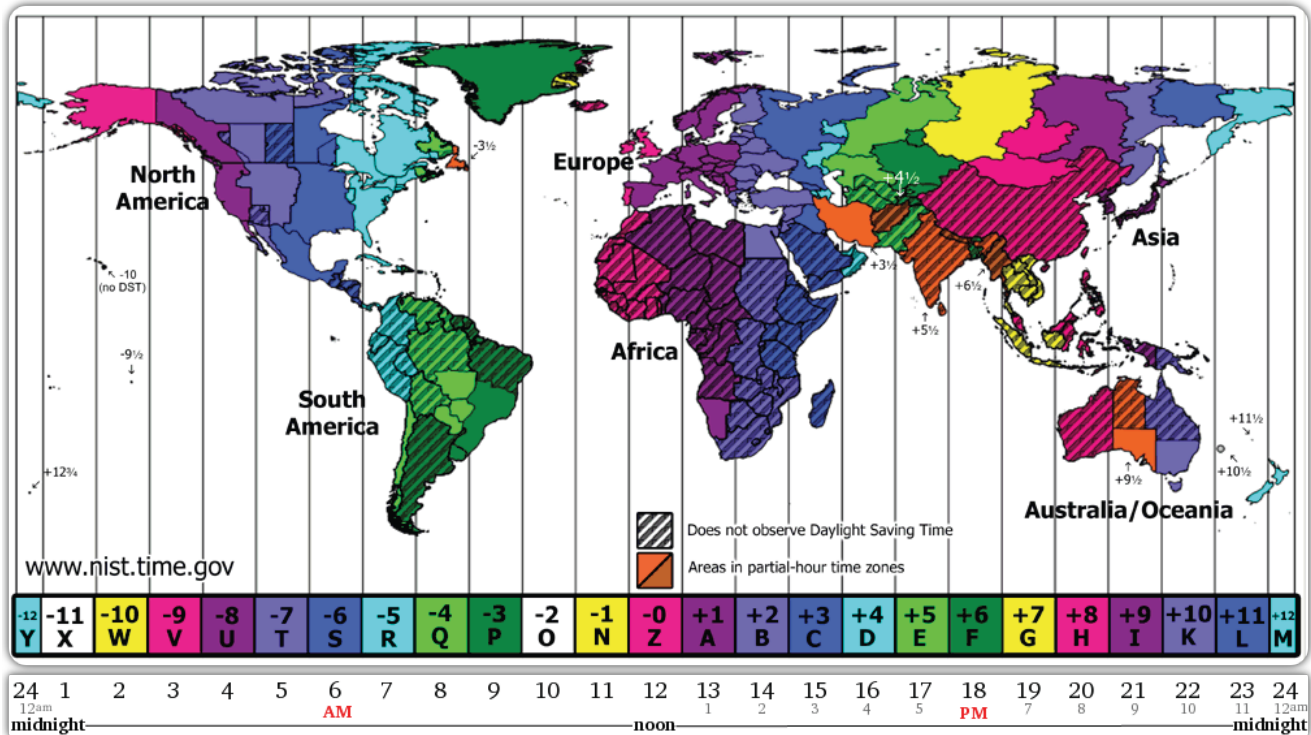 -3½
North
America
Europe
+4½
Asia
-10
(no DST)
+3½
+6½
+5½
-9½
Africa
South
America
+11½
+10½
+12¾
+9½
Australia/Oceania
Does not observe Daylight Saving Time
Areas in partial-hour time zones
www.nist.time.gov
-12 -11 -10 -9 -8 -7 -6 -5 -4 -3 -2 -1 -0 +1 +2 +3 +4 +5 +6 +7 +8 +9 +10 +11 +12
Y X W V U T S R Q P O N Z A B C D E F G H I K L M
24 1 2 3 4 5 6 7 8 9 10 11 12 13 14 15 16 17 18 19 20 21 22 23 24
12am AM 1 2 3 4 5 PM 7 8 9 10 11 12am
midnight noon midnight